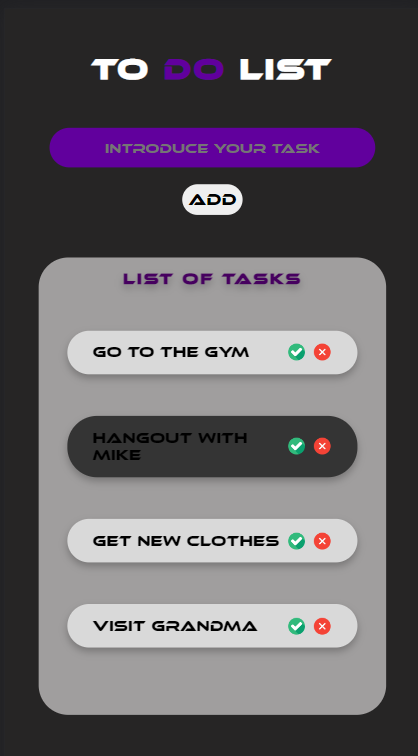 TO DO LIST
INTRODUCE YOUR TASK
ADD
LIST OF TASKS
GO TO THE GYM
HANGOUT WITH
MIKE
GET NEW CLOTHES
VISIT GRANDMA